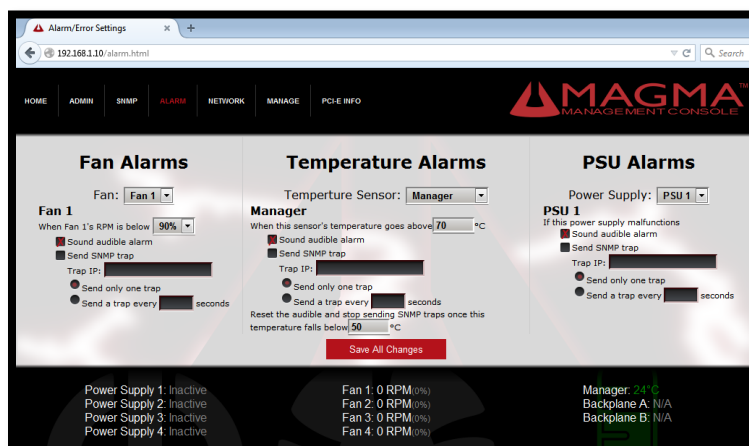 Alarm/Error Settings
192.168.1.10/alarm.html
Search
HOME ADMIN SNMP ALARM NETWORK MANAGE PCI-E INFO
MAGMA™
MANAGEMENT CONSOLE
Fan Alarms
Fan: Fan 1
Fan 1
When Fan 1's RPM is below 90%
Sound audible alarm
Send SNMP trap
Trap IP:
Send only one trap
Send a trap every seconds
Temperature Alarms
Temperture Sensor: Manager
Manager
When this sensor's temperature goes above 70 °C
Sound audible alarm
Send SNMP trap
Trap IP:
Send only one trap
Send a trap every seconds
Reset the audible and stop sending SNMP traps once this
temperature falls below 50 °C
PSU Alarms
Power Supply: PSU 1
PSU 1
If this power supply malfunctions
Sound audible alarm
Send SNMP trap
Trap IP:
Send only one trap
Send a trap every seconds
Save All Changes
Power Supply 1: Inactive
Power Supply 2: Inactive
Power Supply 3: Inactive
Power Supply 4: Inactive
Fan 1: 0 RPM(0%)
Fan 2: 0 RPM(0%)
Fan 3: 0 RPM(0%)
Fan 4: 0 RPM(0%)
Manager: 24°C
Backplane A: N/A
Backplane B: N/A